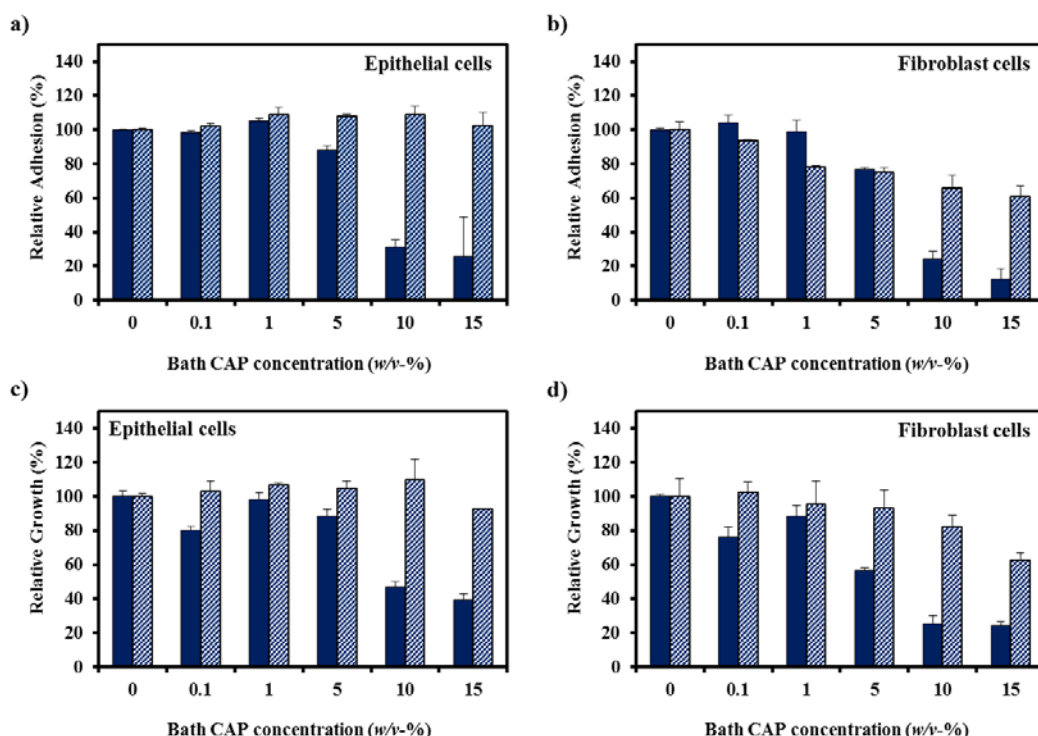 a)
Epithelial cells
Relative Adhesion (%)
140
120
100
80
60
40
20
0
0 0.1 1 5 10 15
Bath CAP concentration (w/v-%)
b)
Fibroblast cells
Relative Adhesion (%)
140
120
100
80
60
40
20
0
0 0.1 1 5 10 15
Bath CAP concentration (w/v-%)
c)
Epithelial cells
Relative Growth (%)
140
120
100
80
60
40
20
0
0 0.1 1 5 10 15
Bath CAP concentration (w/v-%)
d)
Fibroblast cells
Relative Growth (%)
140
120
100
80
60
40
20
0
0 0.1 1 5 10 15
Bath CAP concentration (w/v-%)